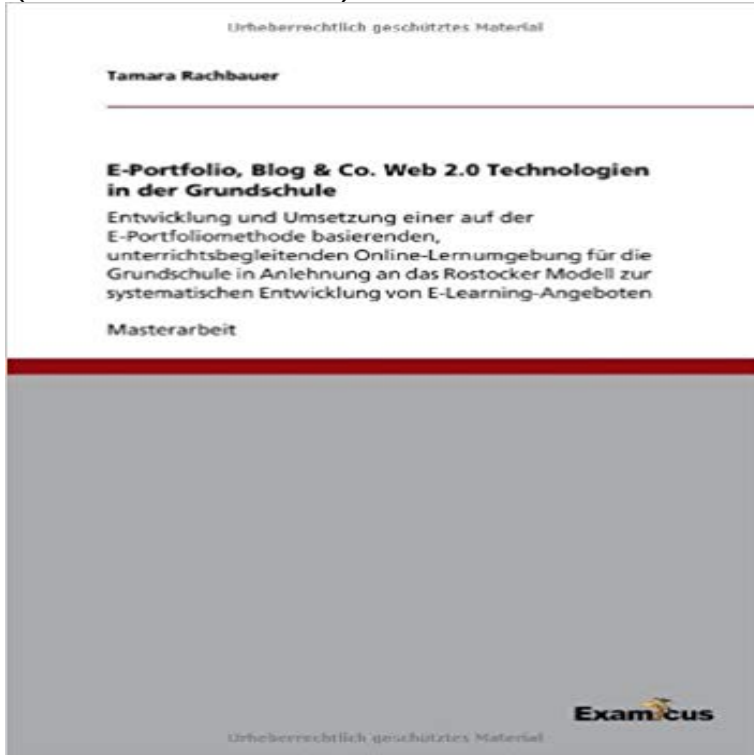 Urheberrechtlich geschütztes Material
Tamara Rachbauer
E-Portfolio, Blog & Co. Web 2.0 Technologien
in der Grundschule
Entwicklung und Umsetzung einer auf der
E-Portfoliomethode basierenden,
unterrichtsbegleitenden Online-Lernumgebung für die
Grundschule in Anlehnung an das Rostocker Modell zur
systematischen Entwicklung von E-Learning-Angeboten
Masterarbeit
Examicus
Urheberrechtlich geschütztes Material